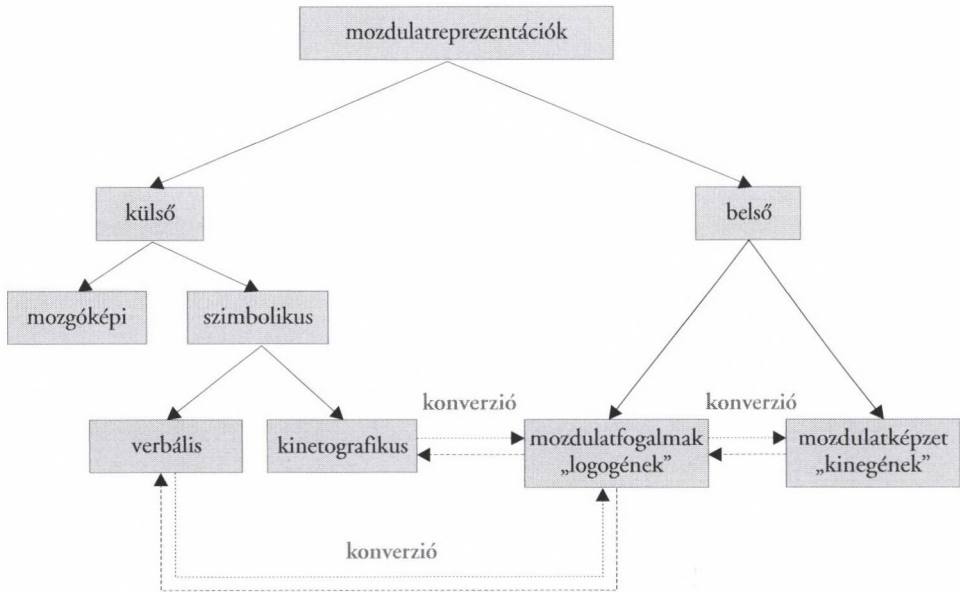 mozdulatreprezentációk
külső
belső
mozgóképi
szimbolikus
konverzió
konverzió
verbális
kinetografikus
mozdulatfogalmak
„logogének”
mozdulatképzet
„kinegének”
konverzió